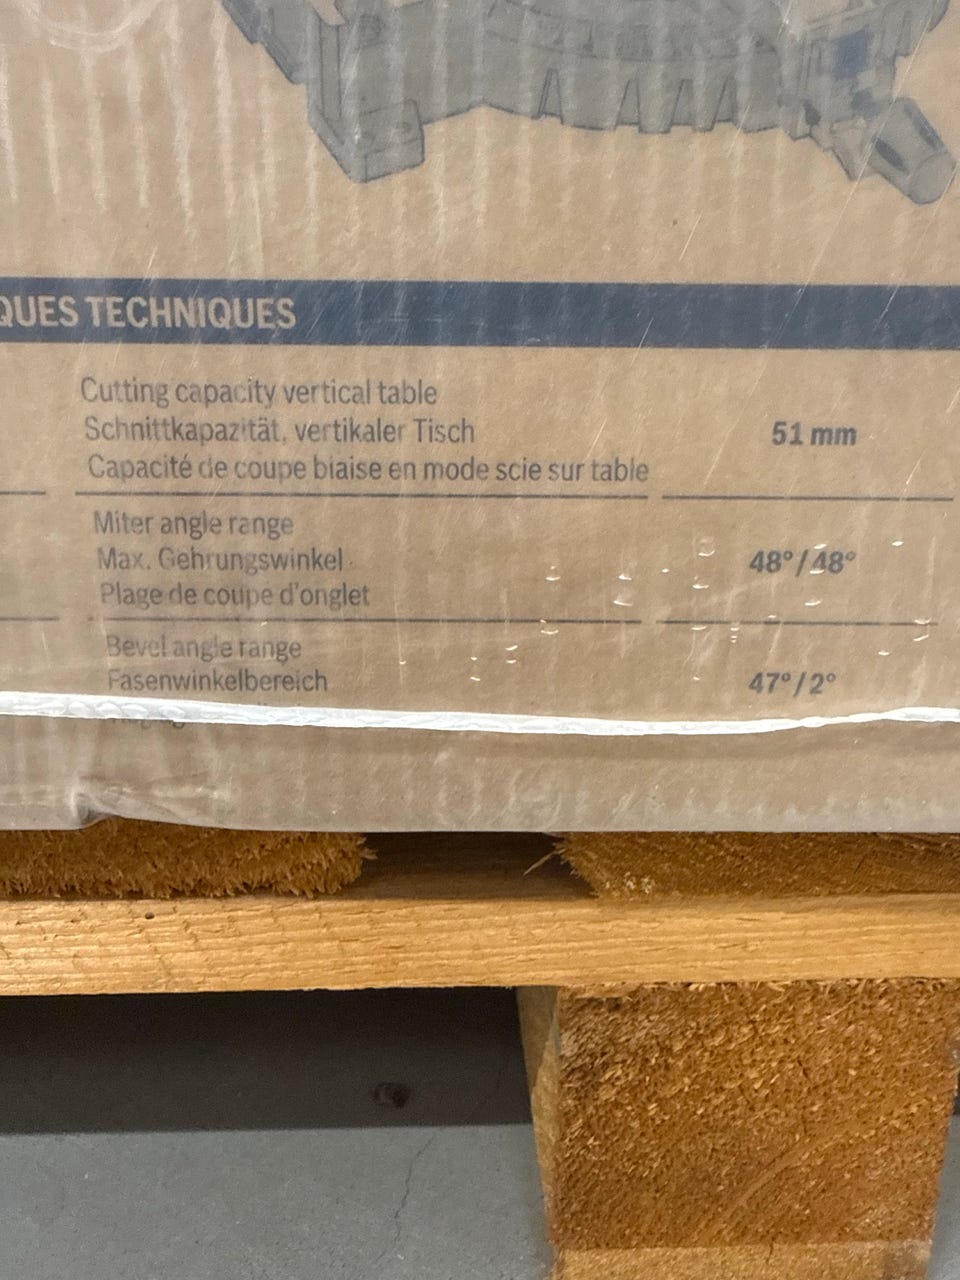 QUES TECHNIQUES
Cutting capacity vertical table
Schnittkapazität, vertikaler Tisch
51 mm
Capacité de coupe biaise en mode scie sur table
Miter angle range
Max. Gehrungswinkel
48°/48°
Plage de coupe d'onglet
Bevel angle range
Fasenwinkelbereich
47°/2°